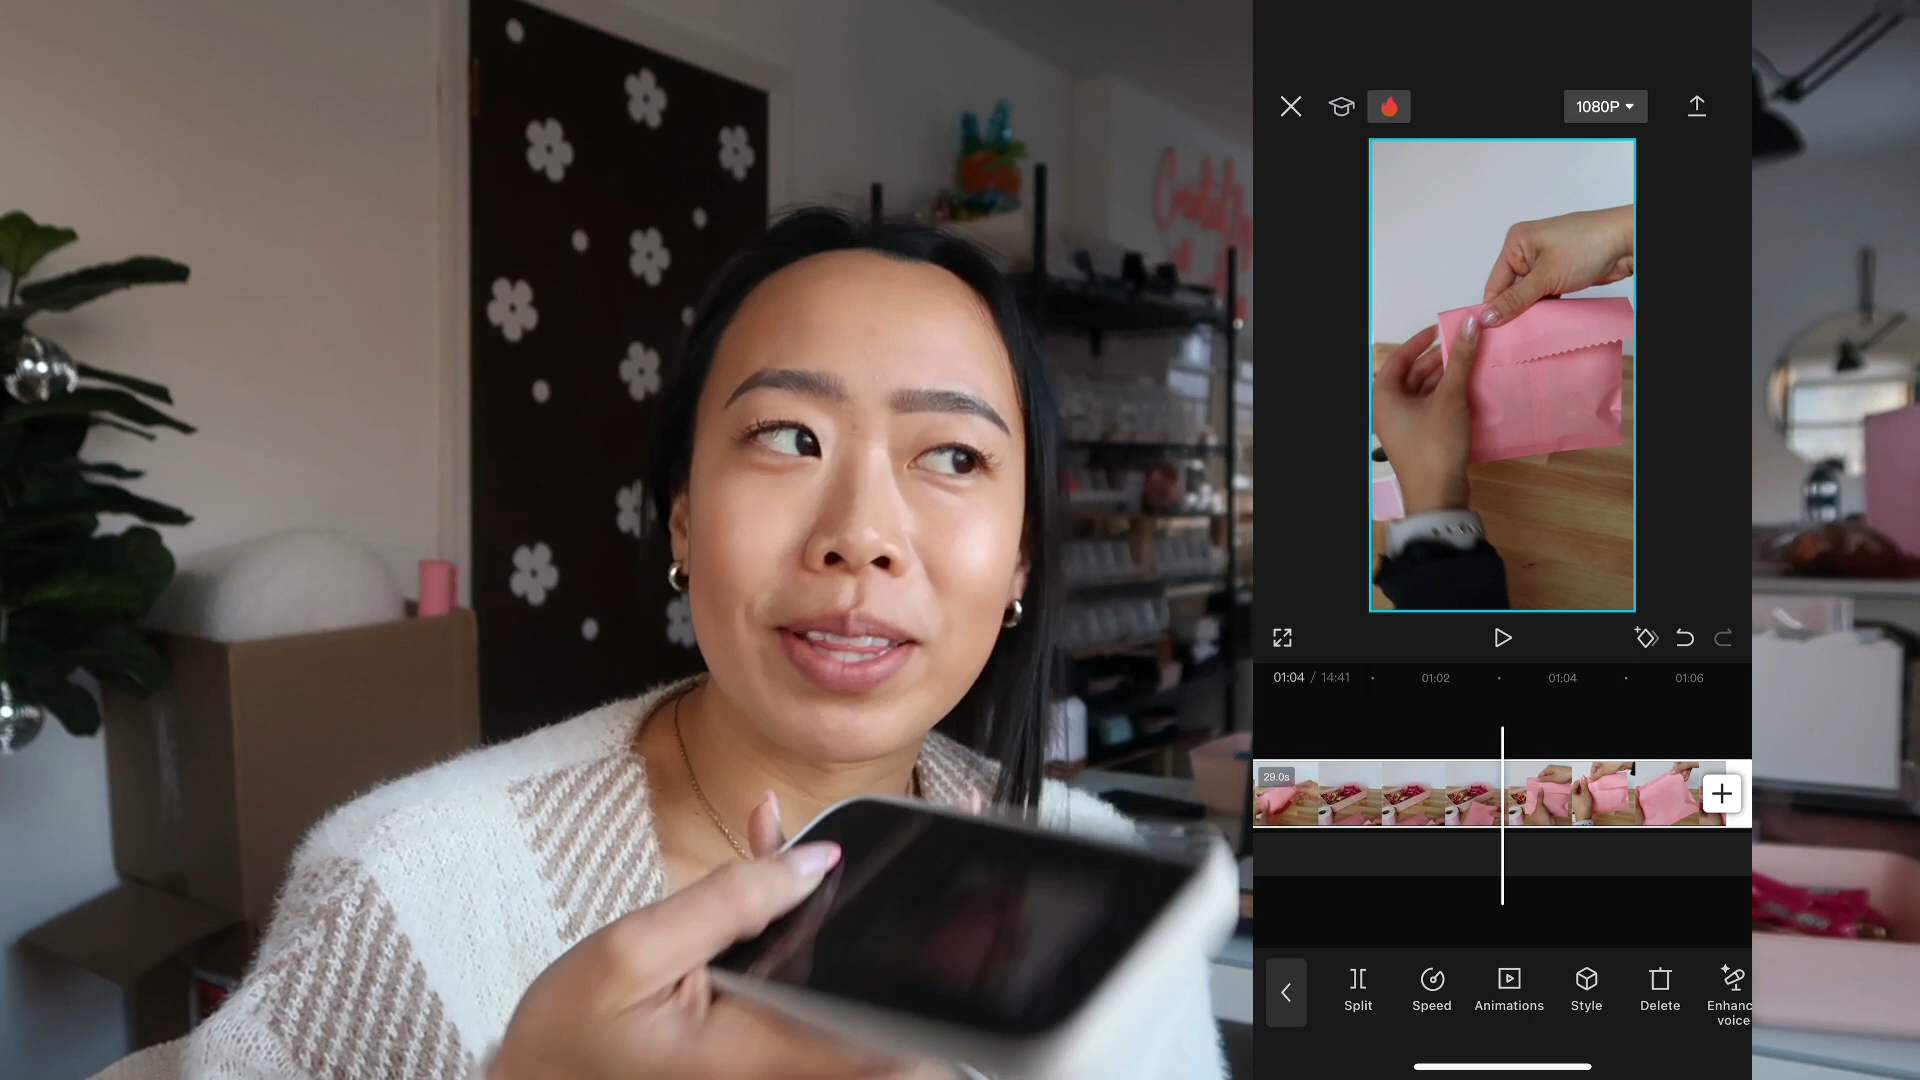 1080P
01:04 / 14:41
01:02
01:04
01:06
29.0s
Split
Speed
Animations
Style
Delete
Enhanc
voice